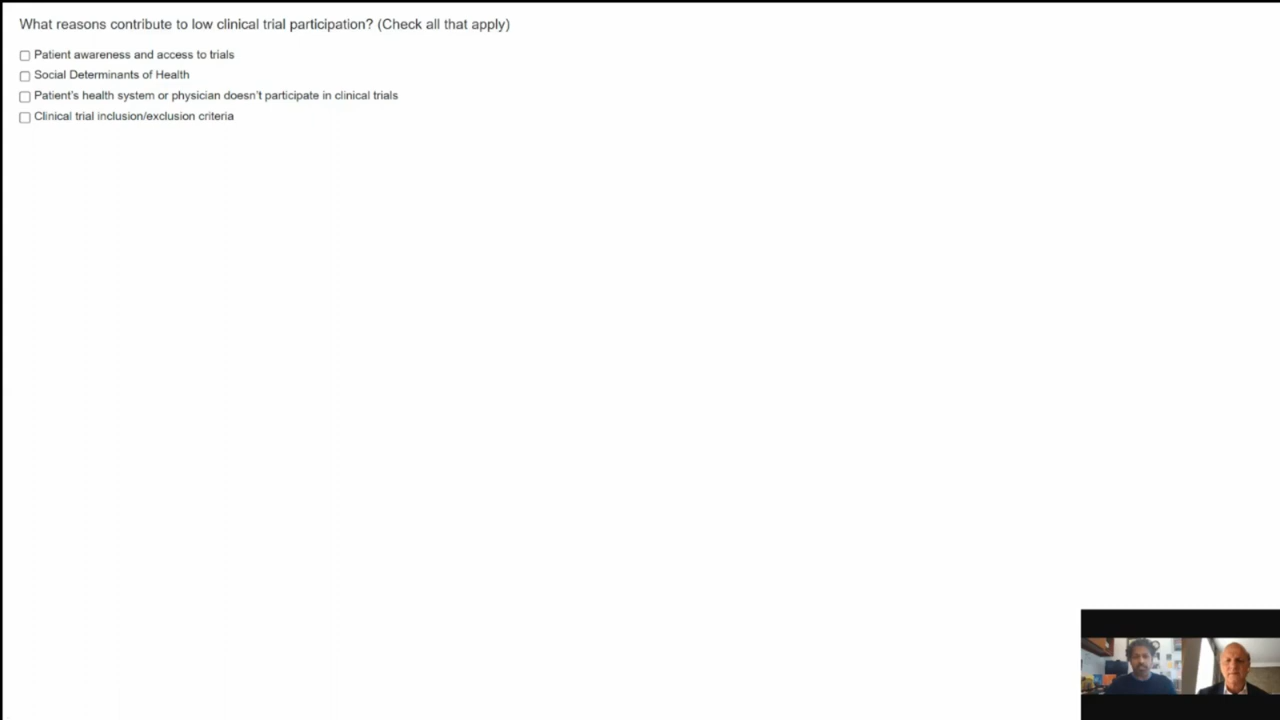 What reasons contribute to low clinical trial participation? (Check all that apply)
Patient awareness and access to trials
Social Determinants of Health
Patient's health system or physician doesn't participate in clinical trials
Clinical trial inclusion/exclusion criteria